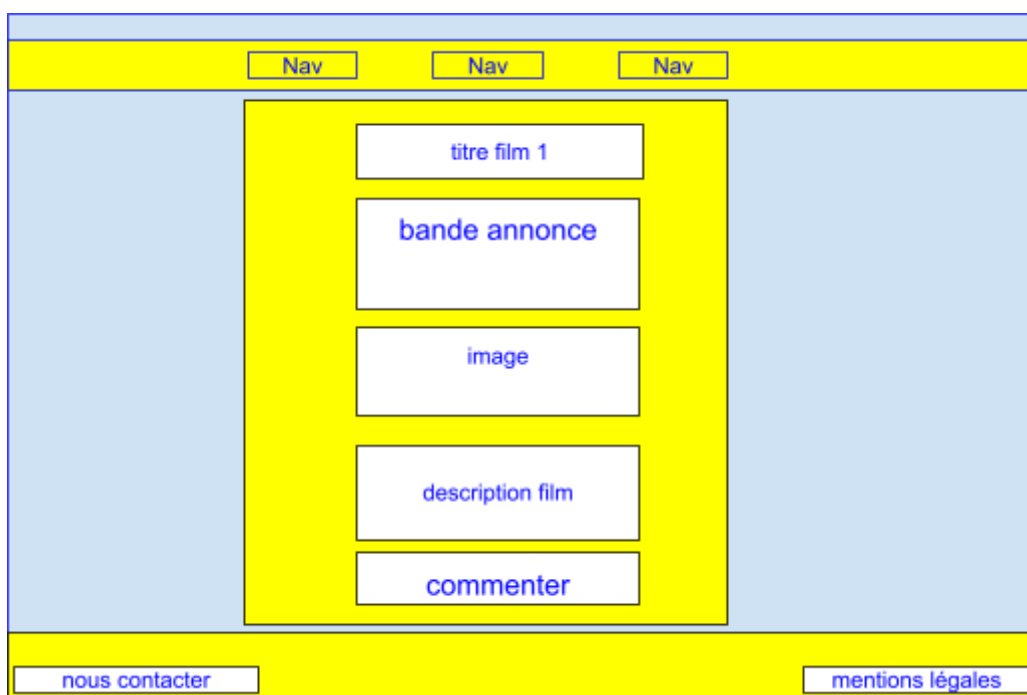 Nav
Nav
Nav
titre film 1
bande annonce
image
description film
commenter
nous contacter
mentions légales